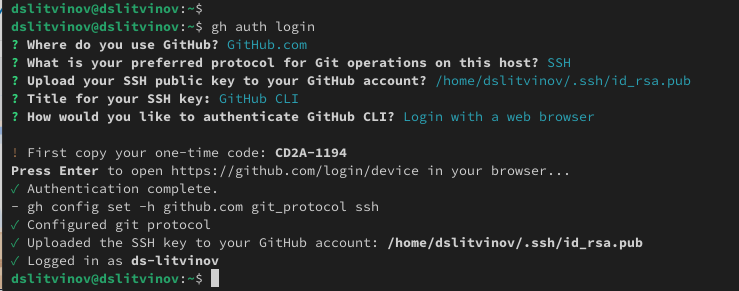 dslitvinov@dslitvinov:~$
dslitvinov@dslitvinov:~$ gh auth login
? Where do you use GitHub? GitHub.com
? What is your preferred protocol for Git operations on this host? SSH
? Upload your SSH public key to your GitHub account? /home/dslitvinov/.ssh/id_rsa.pub
? Title for your SSH key: GitHub CLI
? How would you like to authenticate GitHub CLI? Login with a web browser
! First copy your one-time code: CD2A-1194
Press Enter to open https://github.com/login/device in your browser...
✓ Authentication complete.
- gh config set -h github.com git_protocol ssh
✓ Configured git protocol
✓ Uploaded the SSH key to your GitHub account: /home/dslitvinov/.ssh/id_rsa.pub
✓ Logged in as ds-litvinov
dslitvinov@dslitvinov:~$